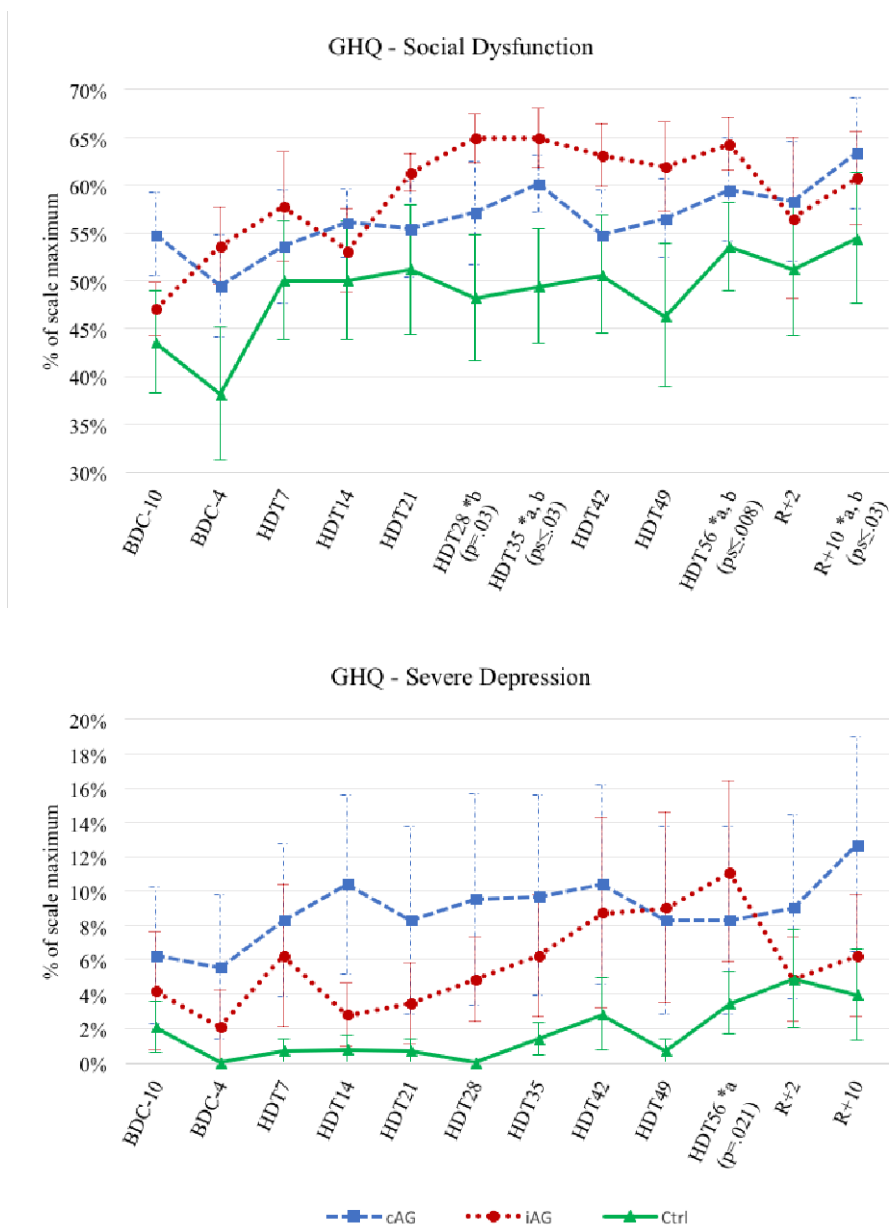 GHQ - Social Dysfunction
% of scale maximum
70%
65%
60%
55%
50%
45%
40%
35%
30%
BDC-10
BDC-4
HDT7
HDT14
HDT21
HDT28 *b
(p=.03)
HDT35 *a, b
(ps≤.03)
HDT42
HDT49
HDT56 *a, b
(ps≤.008)
R+2
R+10 *a, b
(ps≤.03)
GHQ - Severe Depression
% of scale maximum
20%
18%
16%
14%
12%
10%
8%
6%
4%
2%
0%
BDC-10
BDC-4
HDT7
HDT14
HDT21
HDT28
HDT35
HDT42
HDT49
HDT56 *a
(p=.021)
R+2
R+10
cAG
iAG
Ctrl